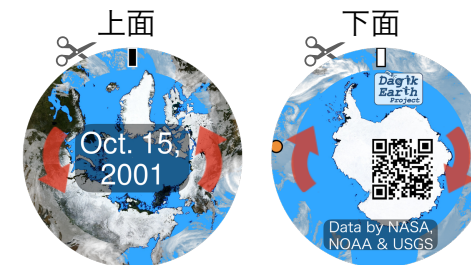 上面
下面
Oct. 15,
2001
Dagik
Earth
Project
Data by NASA,
NOAA & USGS